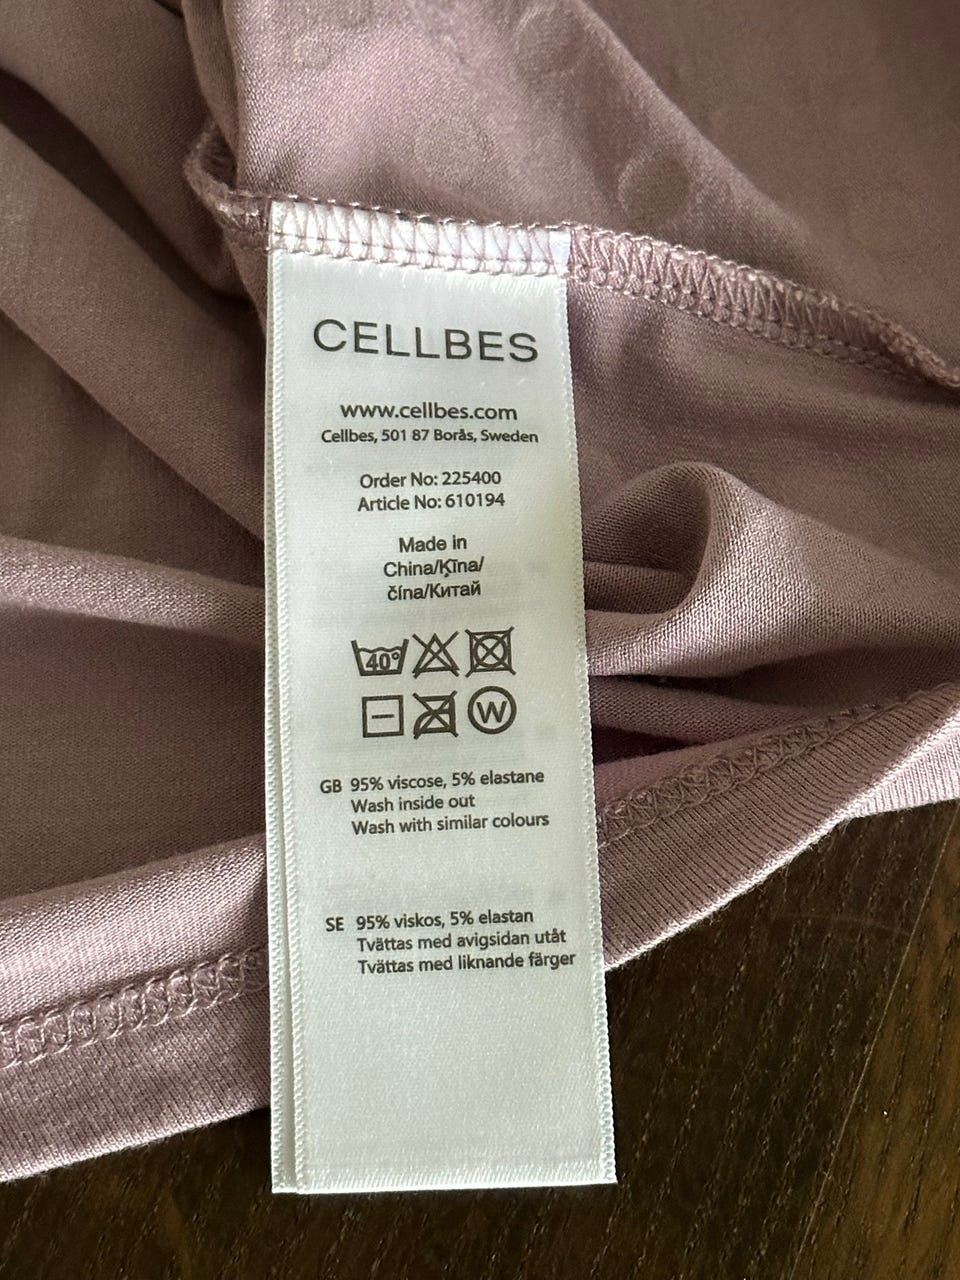 CELLBES
www.cellbes.com
Cellbes, 501 87 Borås, Sweden
Order No: 225400
Article No: 610194
Made in
China/Ķīna/
čína/Китай
40°
W
GB 95% viscose, 5% elastane
Wash inside out
Wash with similar colours
SE 95% viskos, 5% elastan
Tvättas med avigsidan utåt
Tvättas med liknande färger